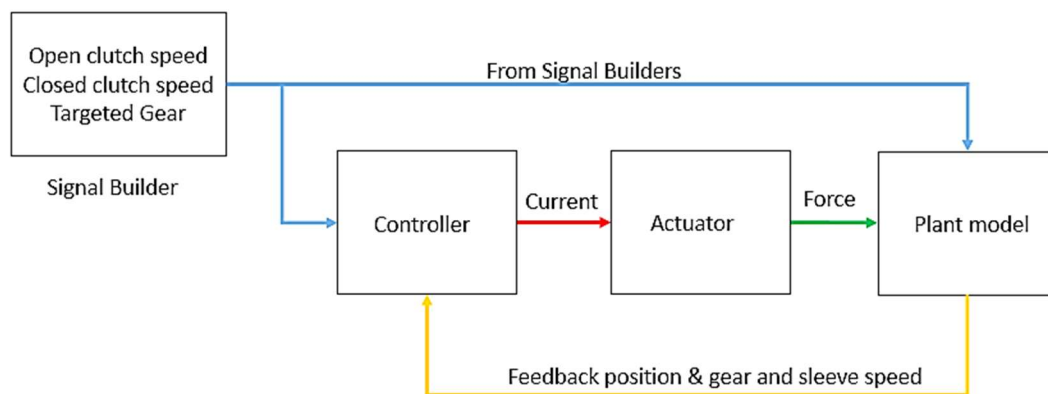 Open clutch speed
Closed clutch speed
Targeted Gear
From Signal Builders
Signal Builder
Controller
Current
Actuator
Force
Plant model
Feedback position & gear and sleeve speed